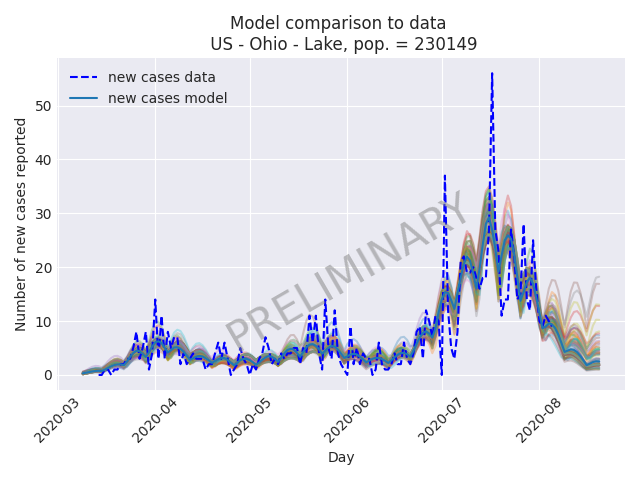 Model comparison to data
US - Ohio - Lake, pop. = 230149
new cases data
new cases model
PRELIMINARY
Number of new cases reported
50
40
30
20
10
0
2020-03
2020-04
2020-05
2020-06
2020-07
2020-08
Day